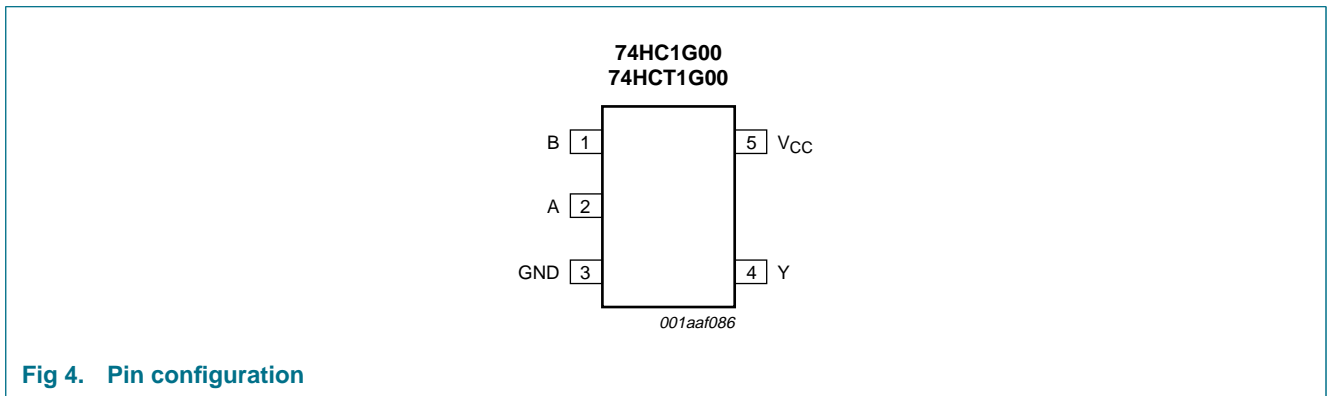 74HC1G00
74HCT1G00
B 1
5 VCC
A 2
GND 3
4 Y
001aaf086
Fig 4. Pin configuration